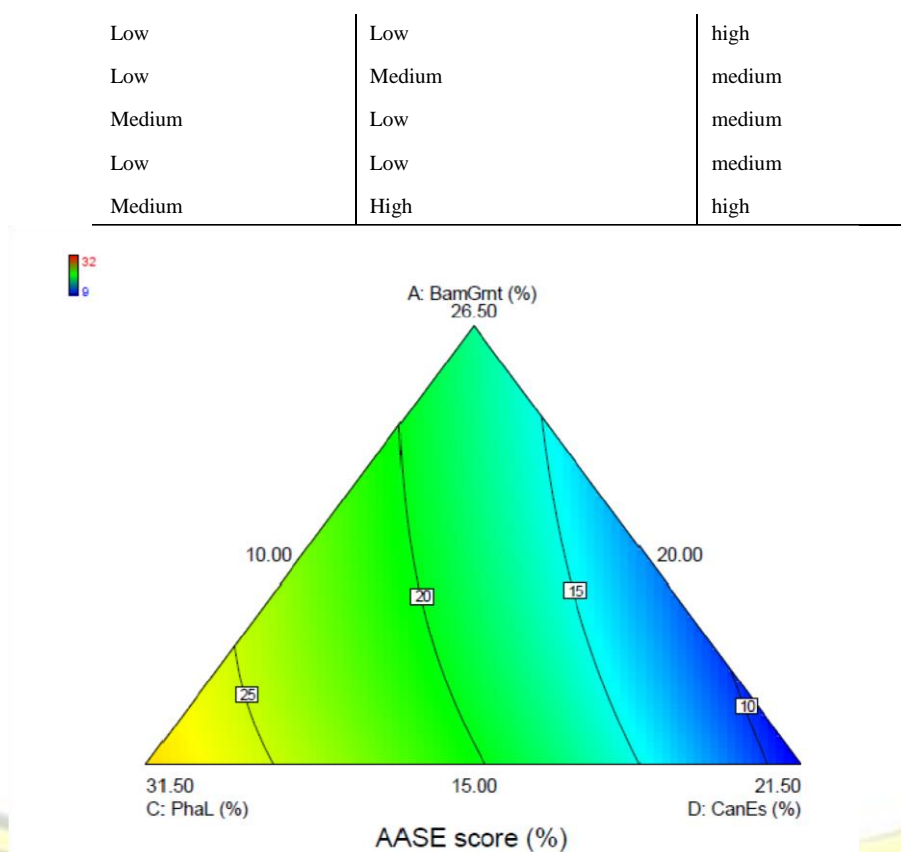 Low Low high
Low Medium medium
Medium Low medium
Low Low medium
Medium High high
32
9
A: BamGrnt (%)
26.50
10.00 20.00
20 15
25 10
31.50 15.00 21.50
C: PhaL (%) D: CanEs (%)
AASE score (%)